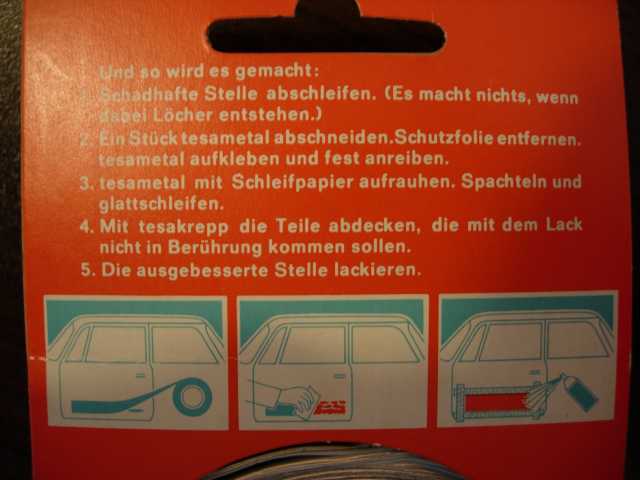 Und so wird es gemacht:
1. Schadhafte Stelle abschleifen. (Es macht nichts, wenn
dabei Löcher entstehen.)
2. Ein Stück tesametal abschneiden. Schutzfolie entfernen.
tesametal aufkleben und fest anreiben.
3. tesametal mit Schleifpapier aufrauhen. Spachteln und
glattschleifen.
4. Mit tesakrepp die Teile abdecken, die mit dem Lack
nicht in Berührung kommen sollen.
5. Die ausgebesserte Stelle lackieren.